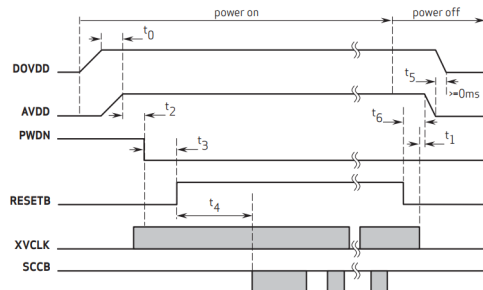 power on power off
t0
DOVDD
t5
>=0ms
AVDD
t2
t6
PWDN
t3
t1
RESETB
t4
XVCLK
SCCB